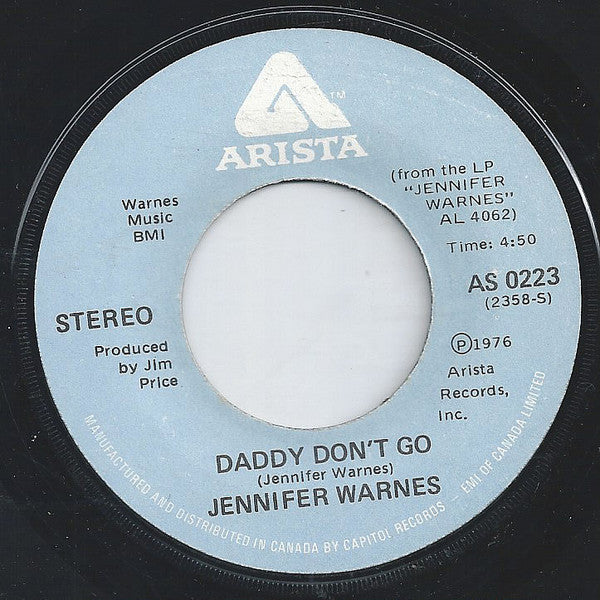 TM
ARISTA
Warnes
Music
BMI
(from the LP
"JENNIFER
WARNES"
AL 4062)
Time: 4:50
AS 0223
(2358-S)
STEREO
Produced
by Jim
Price
Ⓟ1976
Arista
Records,
Inc.
DADDY DON'T GO
(Jennifer Warnes)
JENNIFER WARNES
MANUFACTURED AND DISTRIBUTED IN CANADA BY CAPITOL RECORDS – EMI OF CANADA LIMITED